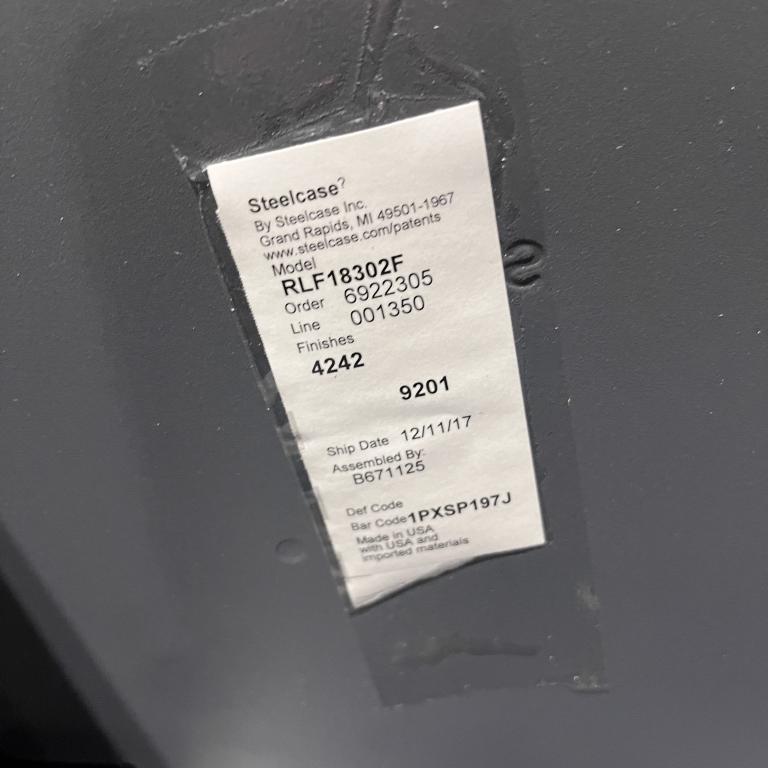 Steelcase?
By Steelcase Inc.
Grand Rapids, MI 49501-1967
www.steelcase.com/patents
Model
RLF18302F
Order 6922305
Line 001350
Finishes
4242
9201
Ship Date 12/11/17
Assembled By:
B671125
Def Code
Bar Code 1PXSP197J
Made in USA
with USA and
imported materials